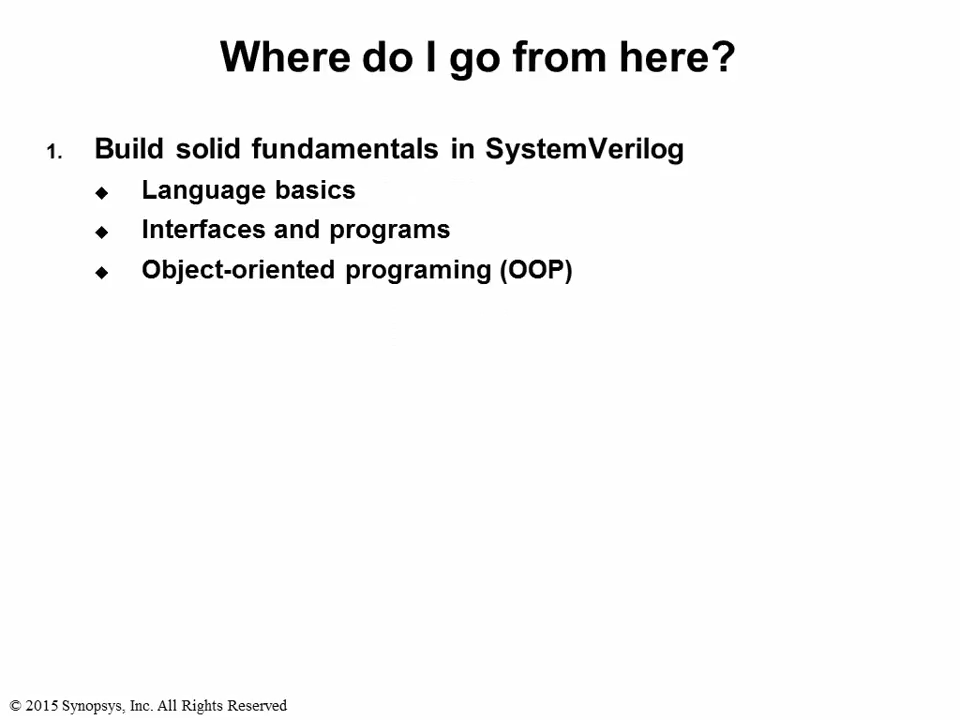 Where do I go from here?
1. Build solid fundamentals in SystemVerilog
◆ Language basics
◆ Interfaces and programs
◆ Object-oriented programing (OOP)
© 2015 Synopsys, Inc. All Rights Reserved